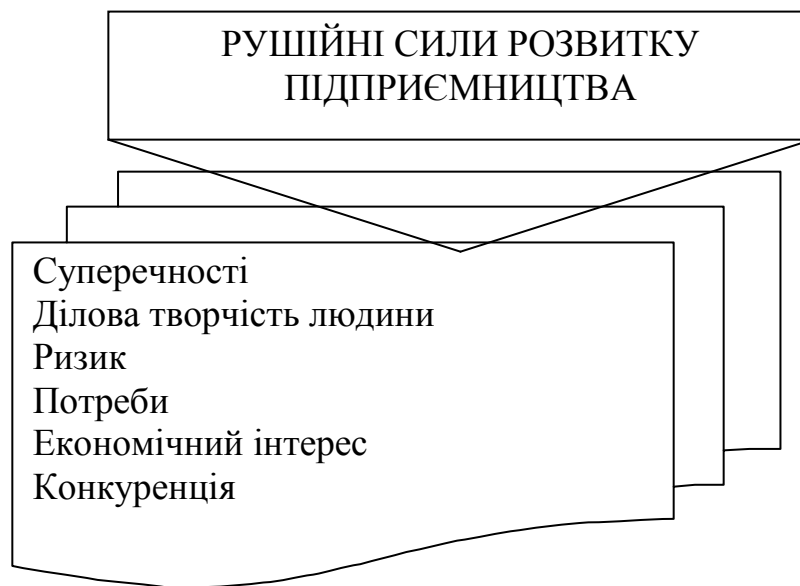 РУШІЙНІ СИЛИ РОЗВИТКУ
ПІДПРИЄМНИЦТВА
Суперечності
Ділова творчість людини
Ризик
Потреби
Економічний інтерес
Конкуренція